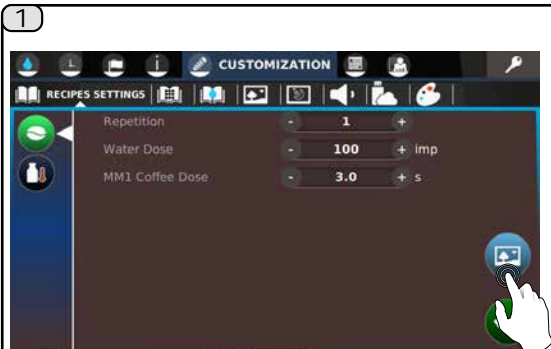 1
CUSTOMIZATION
RECIPES SETTINGS
Repetition - 1 +
Water Dose - 100 + imp
MM1 Coffee Dose - 3.0 + s